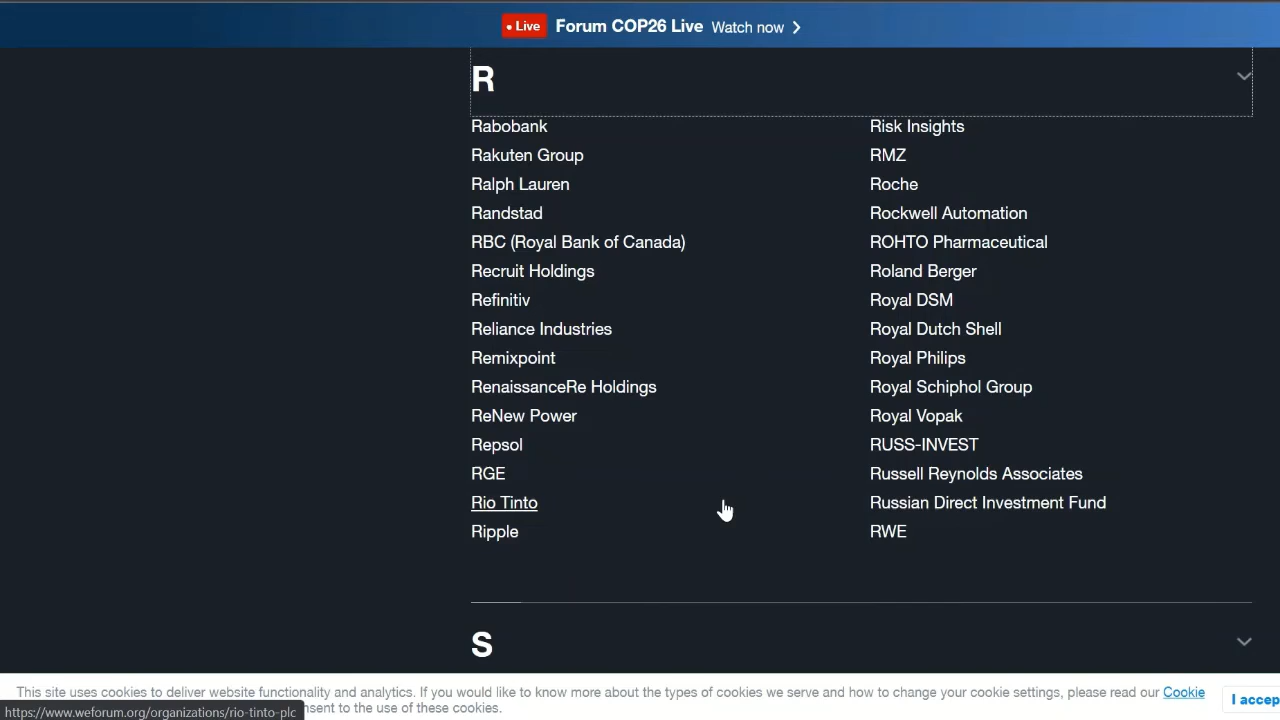 • Live Forum COP26 Live Watch now
R
Rabobank
Rakuten Group
Ralph Lauren
Randstad
RBC (Royal Bank of Canada)
Recruit Holdings
Refinitiv
Reliance Industries
Remixpoint
RenaissanceRe Holdings
ReNew Power
Repsol
RGE
Rio Tinto
Ripple
Risk Insights
RMZ
Roche
Rockwell Automation
ROHTO Pharmaceutical
Roland Berger
Royal DSM
Royal Dutch Shell
Royal Philips
Royal Schiphol Group
Royal Vopak
RUSS-INVEST
Russell Reynolds Associates
Russian Direct Investment Fund
RWE
S
This site uses cookies to deliver website functionality and analytics. If you would like to know more about the types of cookies we serve and how to change your cookie settings, please read our Cookie
nsent to the use of these cookies.
I accep
https://www.weforum.org/organizations/rio-tinto-plc